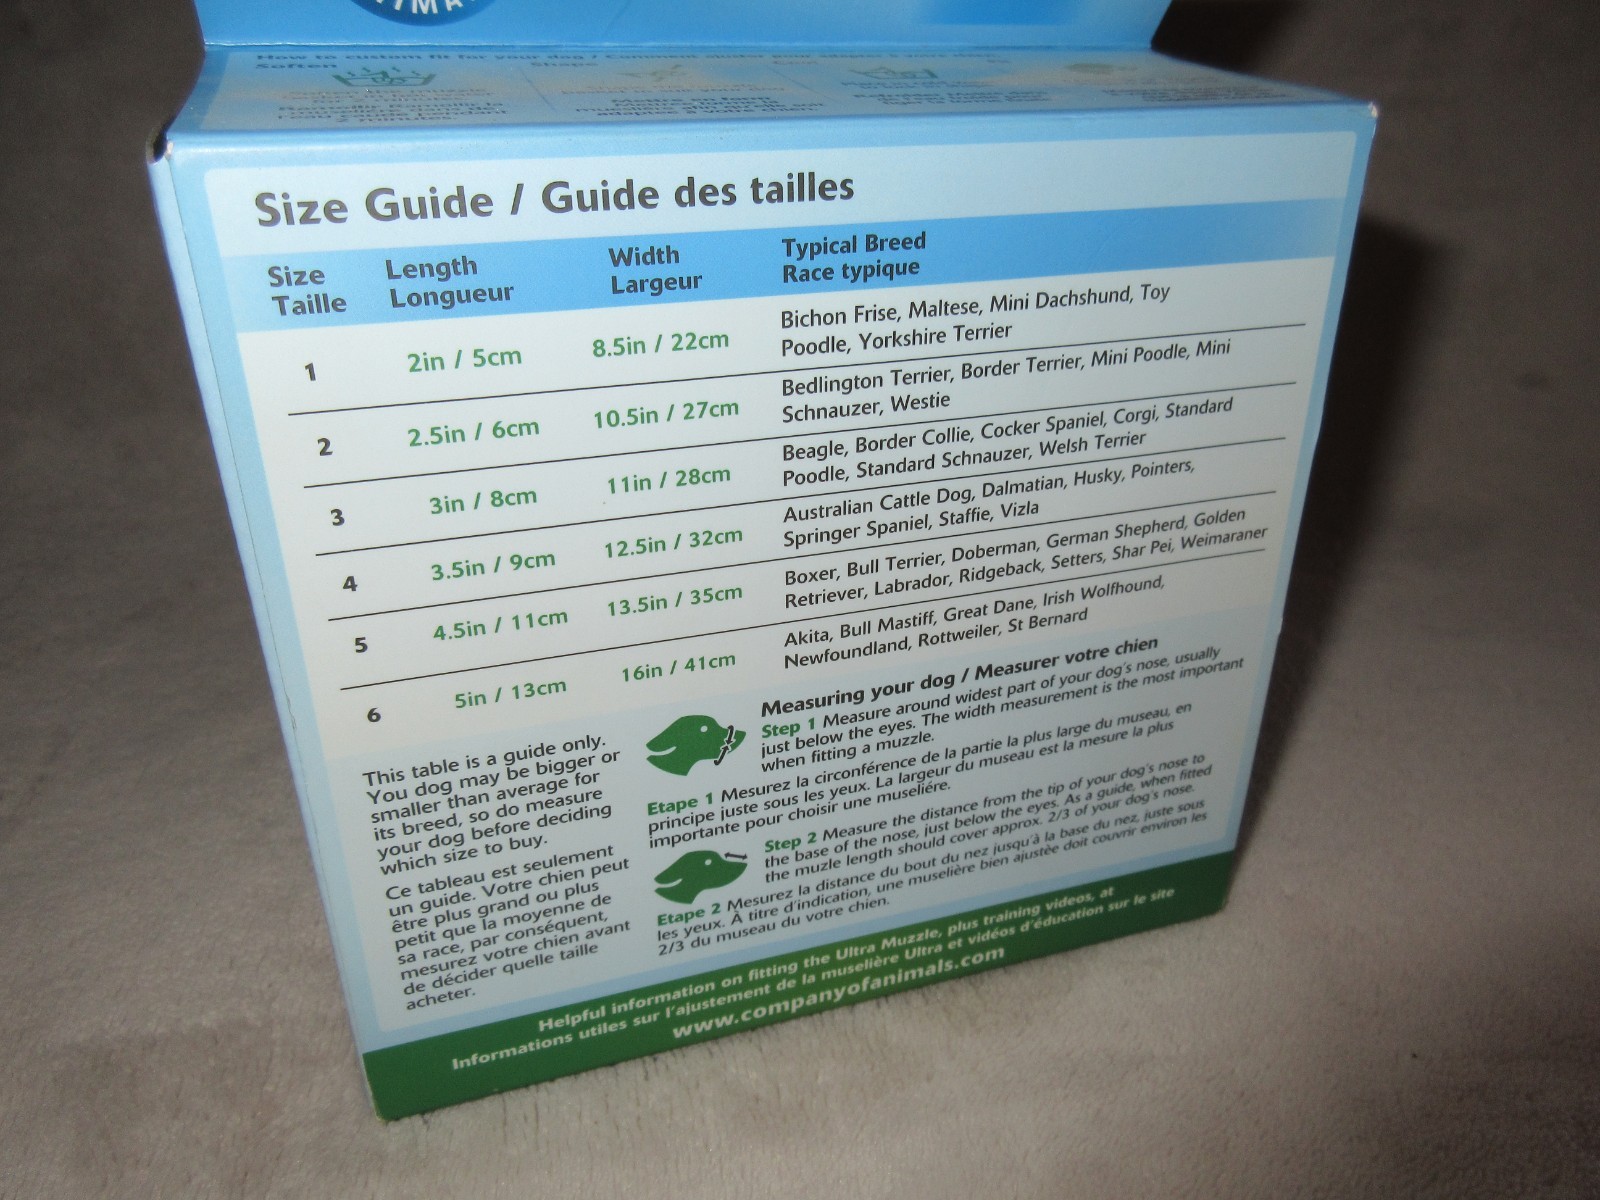 IMA
How to custom fit for your dog / Comment
Soften
Shape
2 minutes.
Size Guide / Guide des tailles
Size Length Width Typical Breed
Taille Longueur Largeur Race typique
1 2in / 5cm 8.5in / 22cm Bichon Frise, Maltese, Mini Dachshund, Toy
Poodle, Yorkshire Terrier
2 2.5in / 6cm 10.5in / 27cm Bedlington Terrier, Border Terrier, Mini Poodle, Mini
Schnauzer, Westie
3 3in / 8cm 11in / 28cm Beagle, Border Collie, Cocker Spaniel, Corgi, Standard
Poodle, Standard Schnauzer, Welsh Terrier
4 3.5in / 9cm 12.5in / 32cm Australian Cattle Dog, Dalmatian, Husky, Pointers,
Springer Spaniel, Staffie, Vizla
5 4.5in / 11cm 13.5in / 35cm Boxer, Bull Terrier, Doberman, German Shepherd, Golden
Retriever, Labrador, Ridgeback, Setters, Shar Pei, Weimaraner
6 5in / 13cm 16in / 41cm Akita, Bull Mastiff, Great Dane, Irish Wolfhound,
Newfoundland, Rottweiler, St Bernard
This table is a guide only.
You dog may be bigger or
smaller than average for
its breed, so do measure
your dog before deciding
which size to buy.
Ce tableau est seulement
un guide. Votre chien peut
être plus grand ou plus
petit que la moyenne de
sa race, par conséquent,
mesurez votre chien avant
de décider quelle taille
acheter.
Measuring your dog / Measurer votre chien
Step 1 Measure around widest part of your dog's nose, usually
just below the eyes. The width measurement is the most important
when fitting a muzzle.
Etape 1 Mesurez la circonférence de la partie la plus large du museau, en
principe juste sous les yeux. La largeur du museau est la mesure la plus
importante pour choisir une muselière.
Step 2 Measure the distance from the tip of your dog's nose to
the base of the nose, just below the eyes. As a guide, when fitted
the muzle length should cover approx. 2/3 of your dog's nose.
Etape 2 Mesurez la distance du bout du nez jusqu'à la base du nez, juste sous
les yeux. À titre d'indication, une muselière bien ajustée doit couvrir environ les
2/3 du museau du votre chien.
Helpful information on fitting the Ultra Muzzle, plus training videos, at
Informations utiles sur l'ajustement de la muselière Ultra et vidéos d'éducation sur le site
www.companyofanimals.com